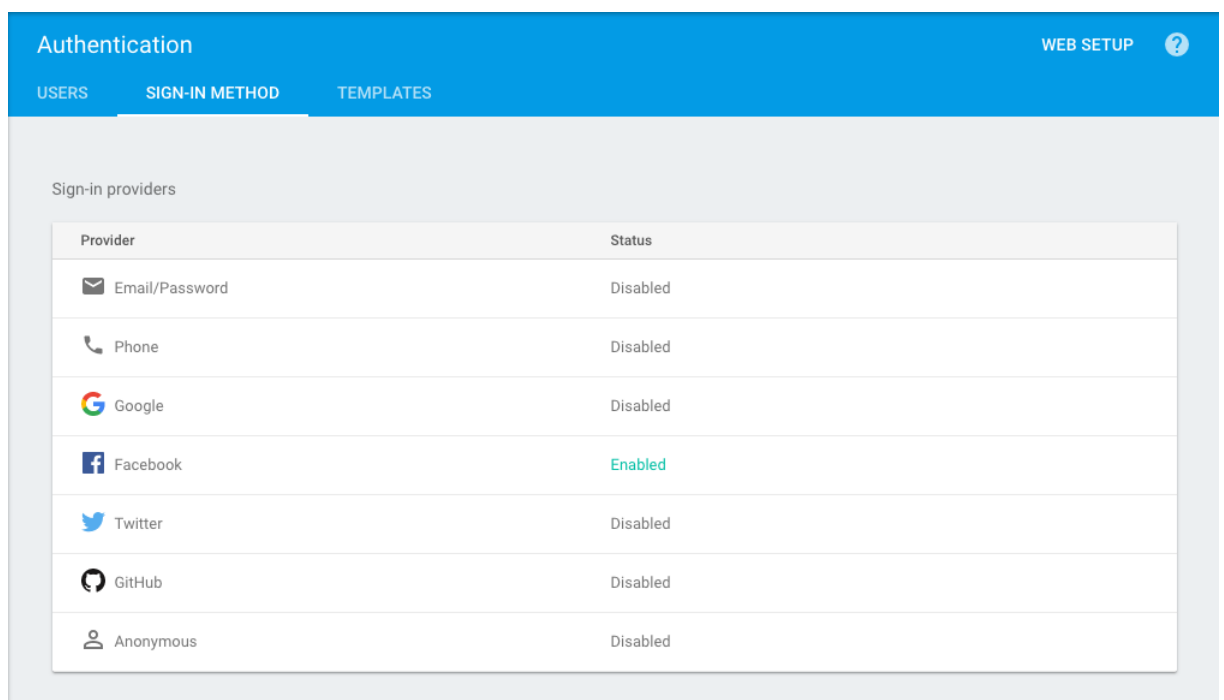 Authentication
WEB SETUP ?
USERS SIGN-IN METHOD TEMPLATES
Sign-in providers
Provider Status
Email/Password Disabled
Phone Disabled
Google Disabled
Facebook Enabled
Twitter Disabled
GitHub Disabled
Anonymous Disabled